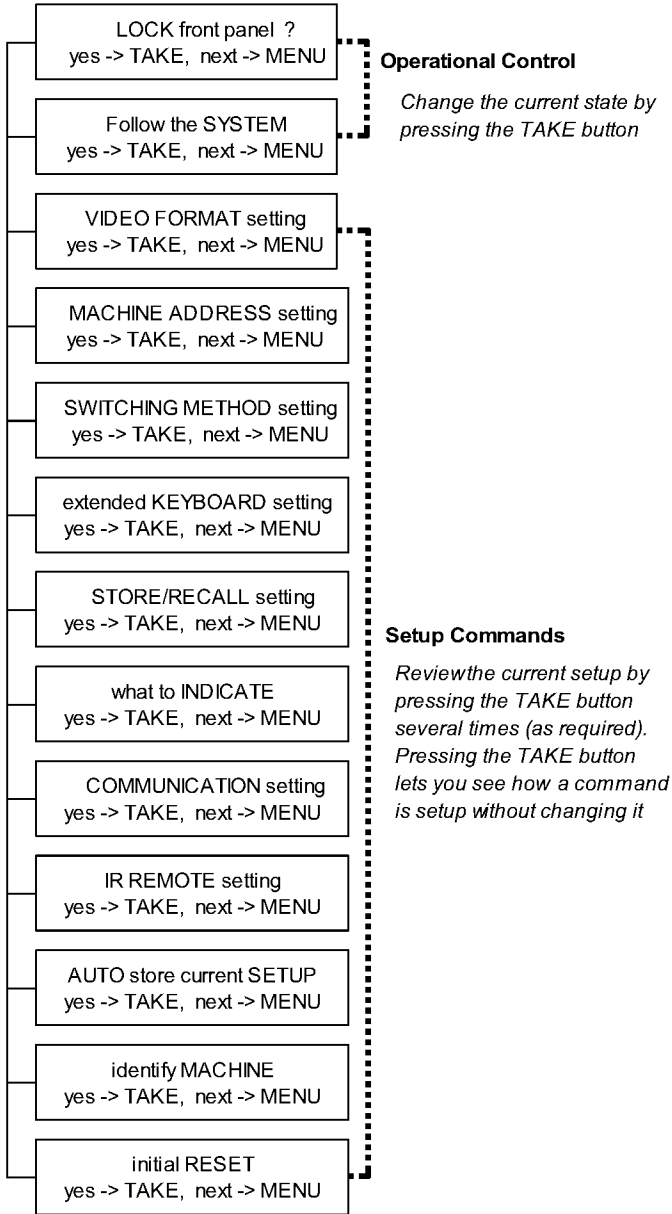 LOCK front panel ?
yes -> TAKE, next -> MENU
Operational Control
Change the current state by
pressing the TAKE button
Follow the SYSTEM
yes -> TAKE, next -> MENU
VIDEO FORMAT setting
yes -> TAKE, next -> MENU
MACHINE ADDRESS setting
yes -> TAKE, next -> MENU
SWITCHING METHOD setting
yes -> TAKE, next -> MENU
extended KEYBOARD setting
yes -> TAKE, next -> MENU
STORE/RECALL setting
yes -> TAKE, next -> MENU
Setup Commands
Reviewthe current setup by
pressing the TAKE button
several times (as required).
Pressing the TAKE button
lets you see how a command
is setup without changing it
what to INDICATE
yes -> TAKE, next -> MENU
COMMUNICATION setting
yes -> TAKE, next -> MENU
IR REMOTE setting
yes -> TAKE, next -> MENU
AUTO store current SETUP
yes -> TAKE, next -> MENU
identify MACHINE
yes -> TAKE, next -> MENU
initial RESET
yes -> TAKE, next -> MENU